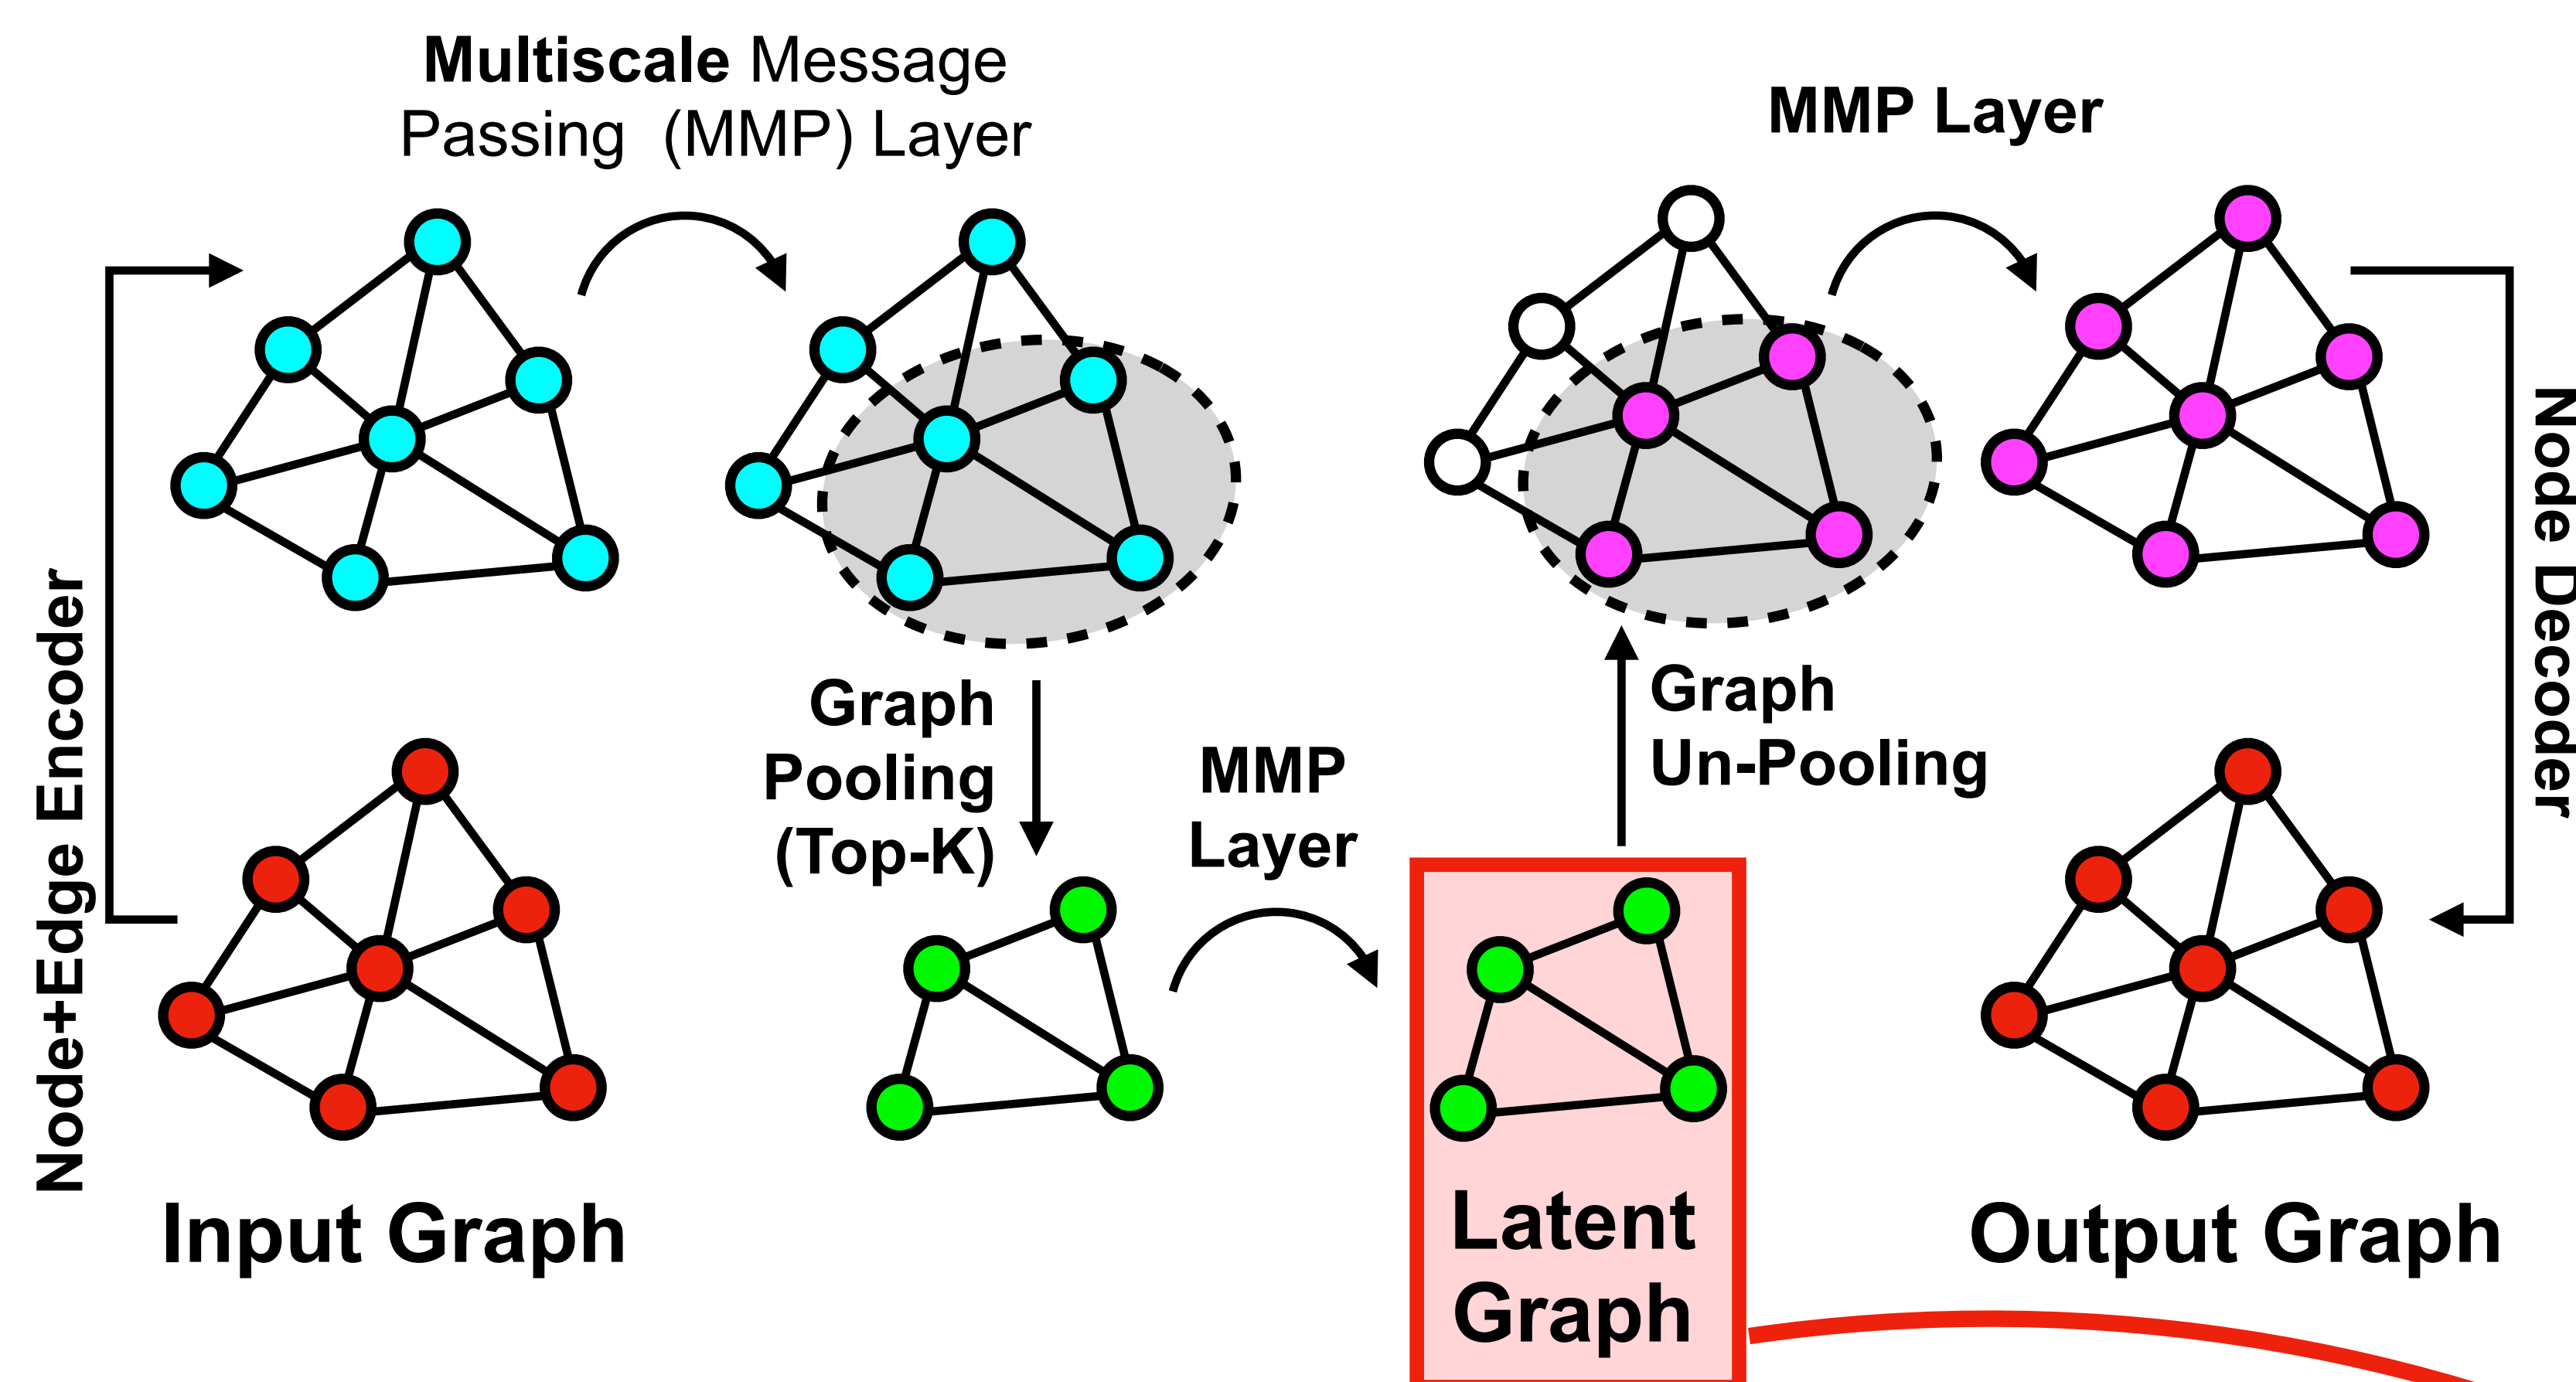 Multiscale Message
Passing (MMP) Layer
MMP Layer
Node+Edge Encoder
Node Decoder
Graph
Pooling
(Top-K)
MMP
Layer
Graph
Un-Pooling
Input Graph
Latent
Graph
Output Graph